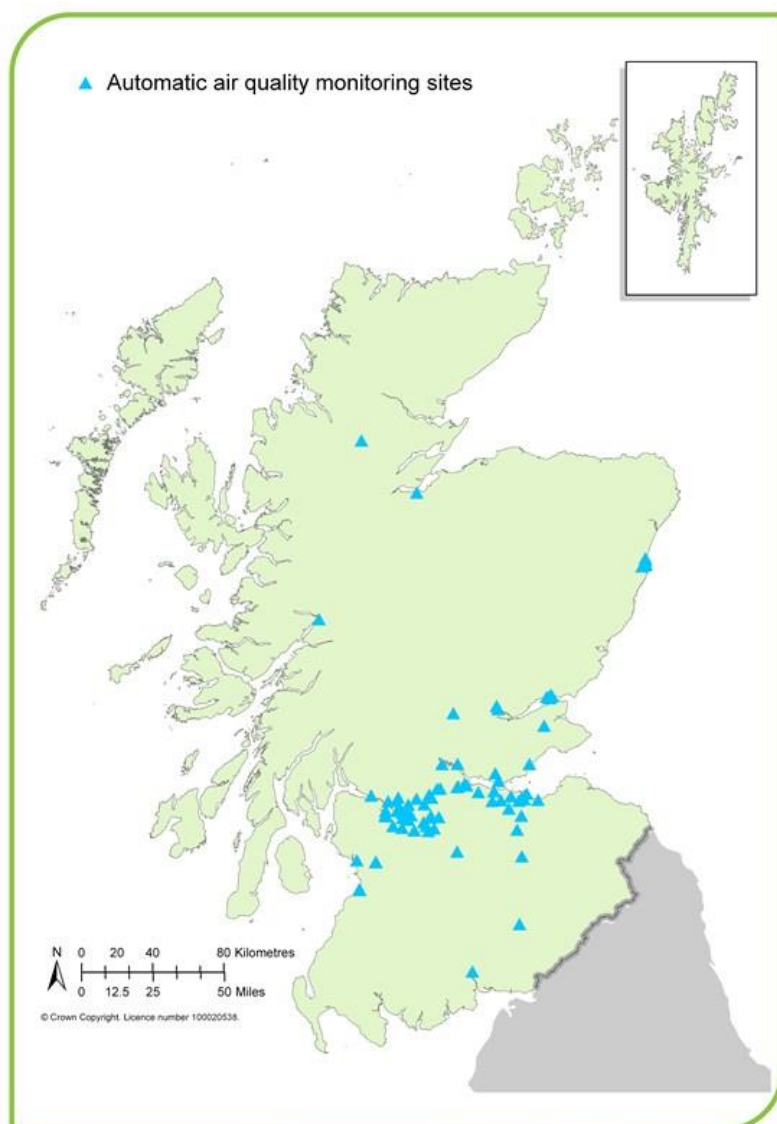 Automatic air quality monitoring sites
N
0 20 40 80 Kilometres
0 12.5 25 50 Miles
© Crown Copyright. Licence number 100020538.